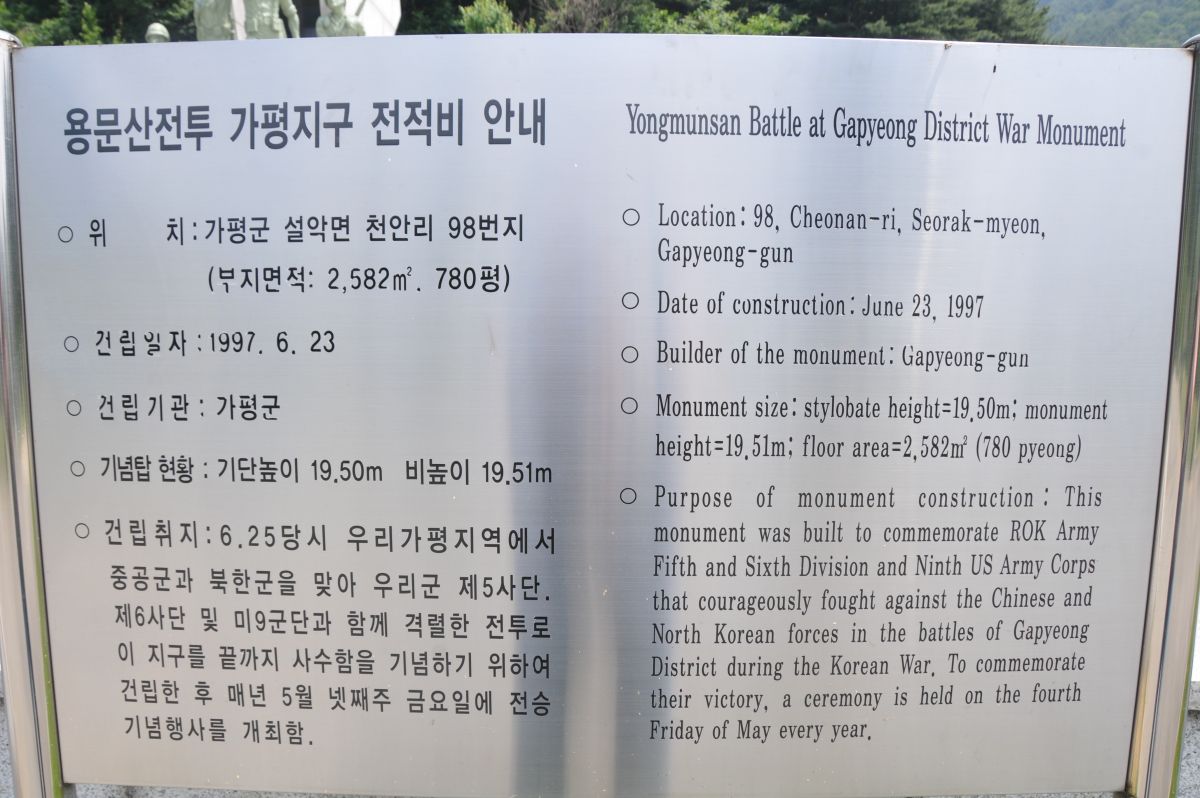 용문산전투 가평지구 전적비 안내
○ 위 치 : 가평군 설악면 천안리 98번지
(부지면적: 2,582㎡. 780평)
○ 건립일자 : 1997. 6. 23
○ 건립기관 : 가평군
○ 기념탑 현황 : 기단높이 19.50m 비높이 19.51m
○ 건립취지 : 6.25당시 우리가평지역에서
중공군과 북한군을 맞아 우리군 제5사단.
제6사단 및 미9군단과 함께 격렬한 전투로
이 지구를 끝까지 사수함을 기념하기 위하여
건립한 후 매년 5월 넷째주 금요일에 전승
기념행사를 개최함.
Yongmunsan Battle at Gapyeong District War Monument
○ Location : 98, Cheonan-ri, Seorak-myeon,
Gapyeong-gun
○ Date of construction : June 23, 1997
○ Builder of the monument : Gapyeong-gun
○ Monument size : stylobate height=19.50m; monument
height=19.51m; floor area=2,582㎡ (780 pyeong)
○ Purpose of monument construction : This
monument was built to commemorate ROK Army
Fifth and Sixth Division and Ninth US Army Corps
that courageously fought against the Chinese and
North Korean forces in the battles of Gapyeong
District during the Korean War. To commemorate
their victory, a ceremony is held on the fourth
Friday of May every year.